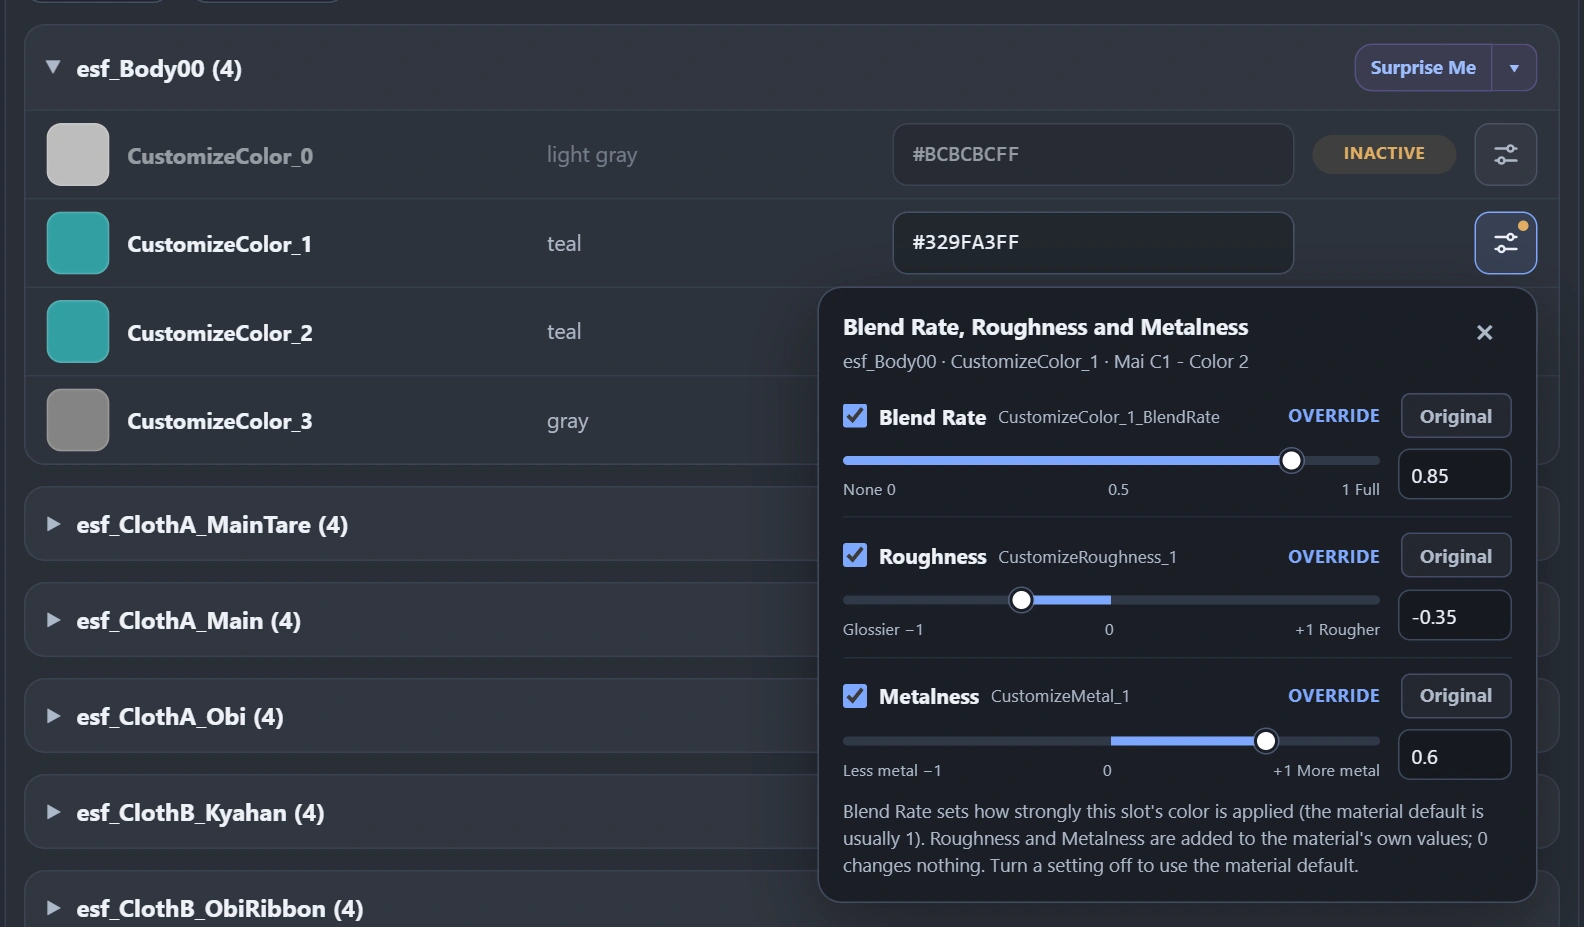 esf_Body00 (4)
Surprise Me
CustomizeColor_0
light gray
#BCBCBCFF
INACTIVE
CustomizeColor_1
teal
#329FA3FF
CustomizeColor_2
teal
CustomizeColor_3
gray
Blend Rate, Roughness and Metalness
esf_Body00 · CustomizeColor_1 · Mai C1 - Color 2
Blend Rate CustomizeColor_1_BlendRate OVERRIDE Original
None 0 0.5 1 Full 0.85
Roughness CustomizeRoughness_1 OVERRIDE Original
Glossier −1 0 +1 Rougher -0.35
Metalness CustomizeMetal_1 OVERRIDE Original
Less metal −1 0 +1 More metal 0.6
Blend Rate sets how strongly this slot's color is applied (the material default is
usually 1). Roughness and Metalness are added to the material's own values; 0
changes nothing. Turn a setting off to use the material default.
esf_ClothA_MainTare (4)
esf_ClothA_Main (4)
esf_ClothA_Obi (4)
esf_ClothB_Kyahan (4)
esf_ClothB_ObiRibbon (4)